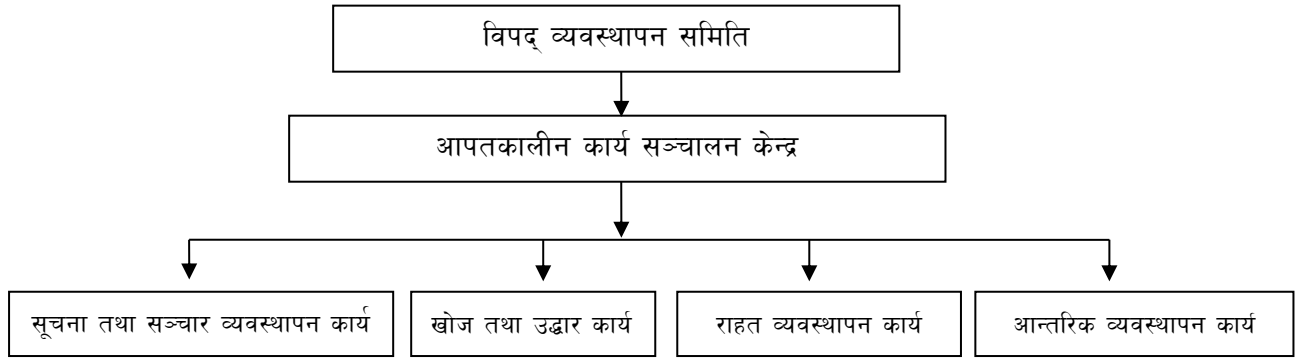 विपद् व्यवस्थापन समिति
आपतकालीन कार्य सञ्चालन केन्द्र
सूचना तथा सञ्चार व्यवस्थापन कार्य
खोज तथा उद्धार कार्य
राहत व्यवस्थापन कार्य
आन्तरिक व्यवस्थापन कार्य